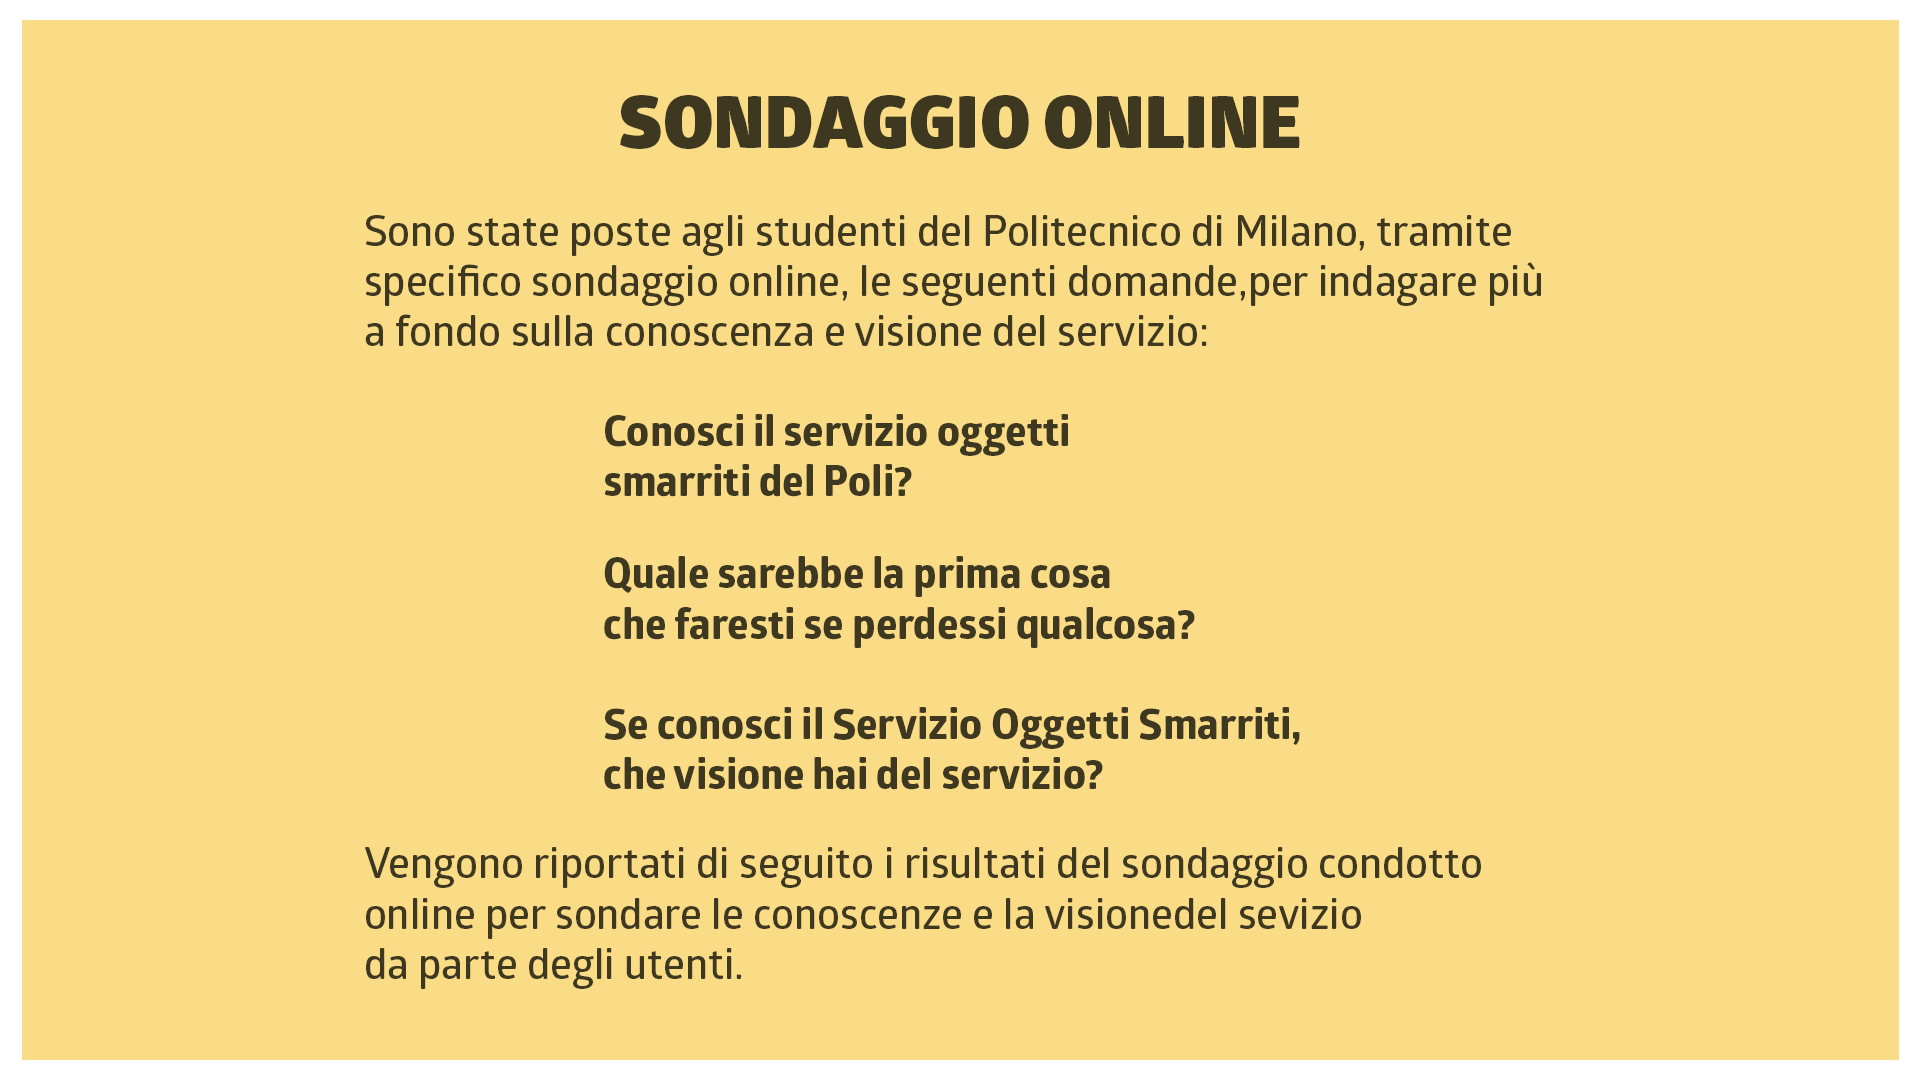 SONDAGGIO ONLINE
Sono state poste agli studenti del Politecnico di Milano, tramite
specifico sondaggio online, le seguenti domande,per indagare più
a fondo sulla conoscenza e visione del servizio:
Conosci il servizio oggetti
smarriti del Poli?
Quale sarebbe la prima cosa
che faresti se perdessi qualcosa?
Se conosci il Servizio Oggetti Smarriti,
che visione hai del servizio?
Vengono riportati di seguito i risultati del sondaggio condotto
online per sondare le conoscenze e la visionedel sevizio
da parte degli utenti.